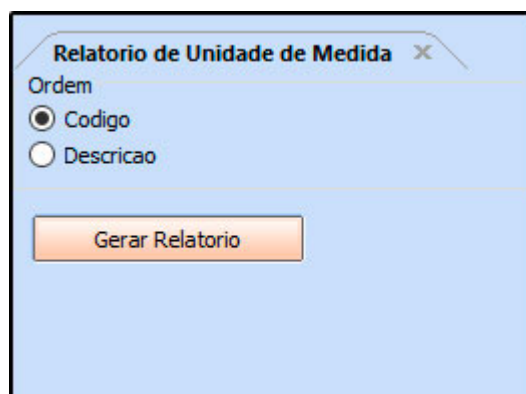 Relatorio de Unidade de Medida
Ordem
Codigo
Descricao
Gerar Relatorio